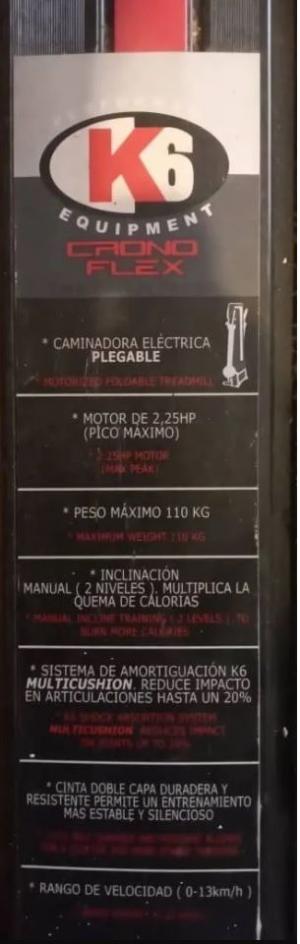 K6
EQUIPMENT
CRONO
FLEX
* CAMINADORA ELÉCTRICA
PLEGABLE
* MOTORIZED FOLDABLE TREADMILL
* MOTOR DE 2,25HP
(PICO MÁXIMO)
* 2.25HP MOTOR
(MAX PEAK)
* PESO MÁXIMO 110 KG
* MAXIMUM WEIGHT 110 KG
* INCLINACIÓN
MANUAL ( 2 NIVELES ). MULTIPLICA LA
QUEMA DE CALORÍAS
* MANUAL INCLINE TRAINING ( 2 LEVELS ). TO
BURN MORE CALORIES
* SISTEMA DE AMORTIGUACIÓN K6
MULTICUSHION. REDUCE IMPACTO
EN ARTICULACIONES HASTA UN 20%
* K6 SHOCK ABSORTION SYSTEM
MULTICUSHION REDUCES IMPACT
ON JOINTS UP TO 20%
* CINTA DOBLE CAPA DURADERA Y
RESISTENTE PERMITE UN ENTRENAMIENTO
MÁS ESTABLE Y SILENCIOSO
* RANGO DE VELOCIDAD ( 0-13km/h )